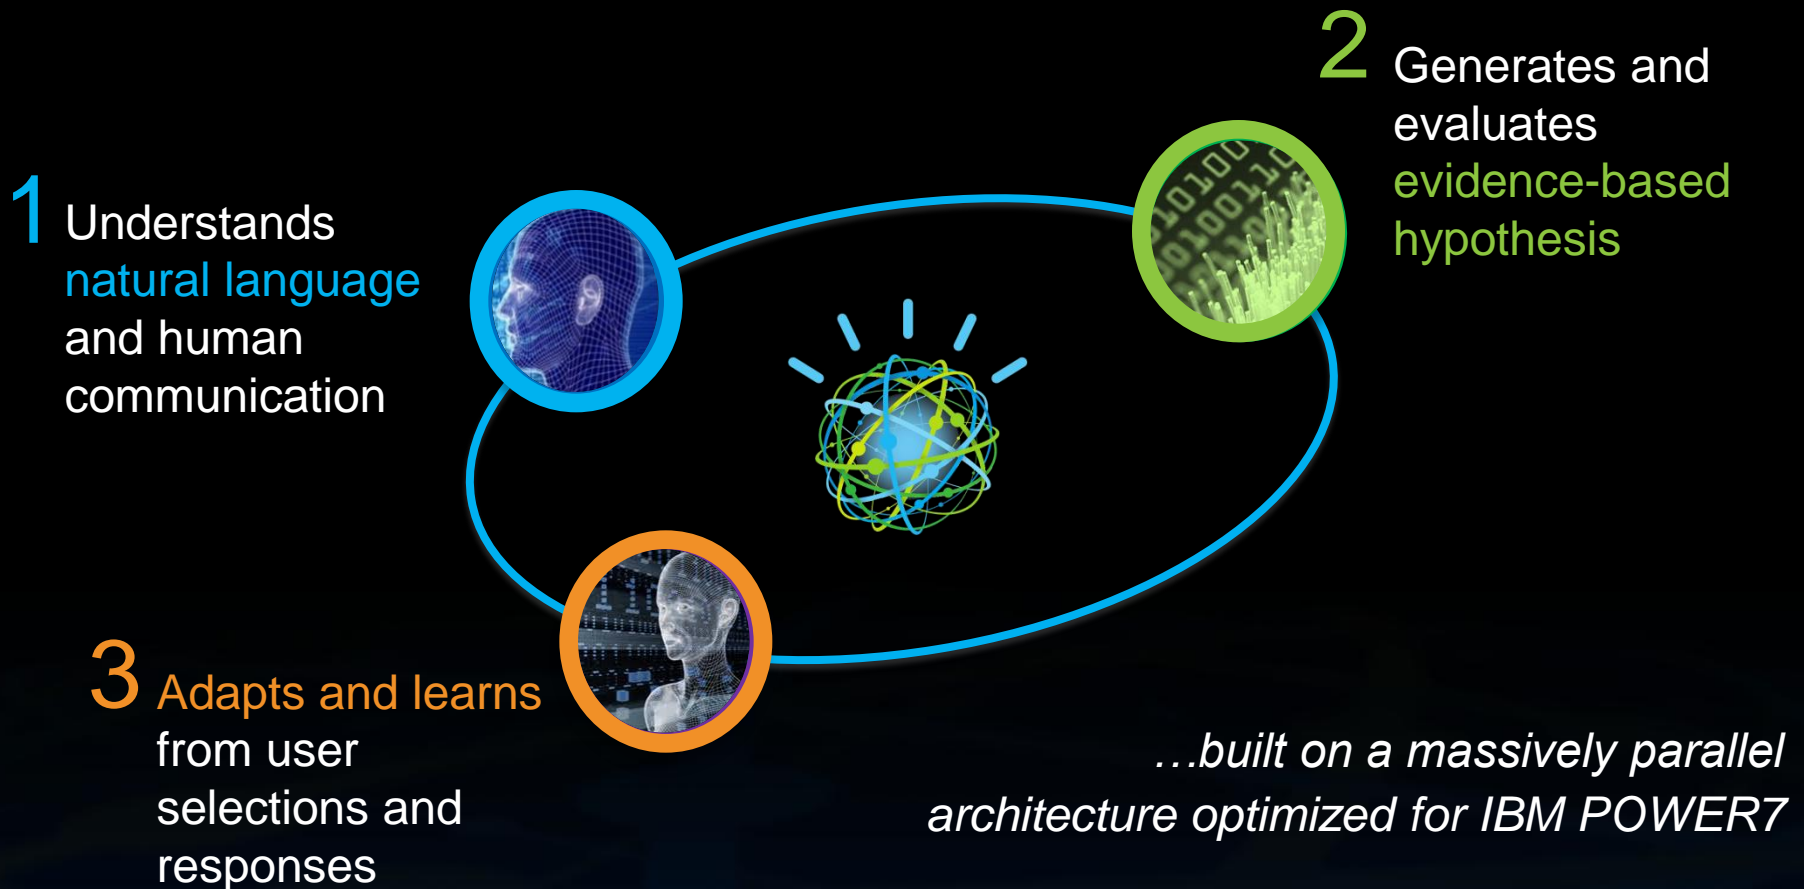 1
Understands
natural language
and human
communication
2
Generates and
evaluates
evidence-based
hypothesis
3
Adapts and learns
from user
selections and
responses
…built on a massively parallel
architecture optimized for IBM POWER7